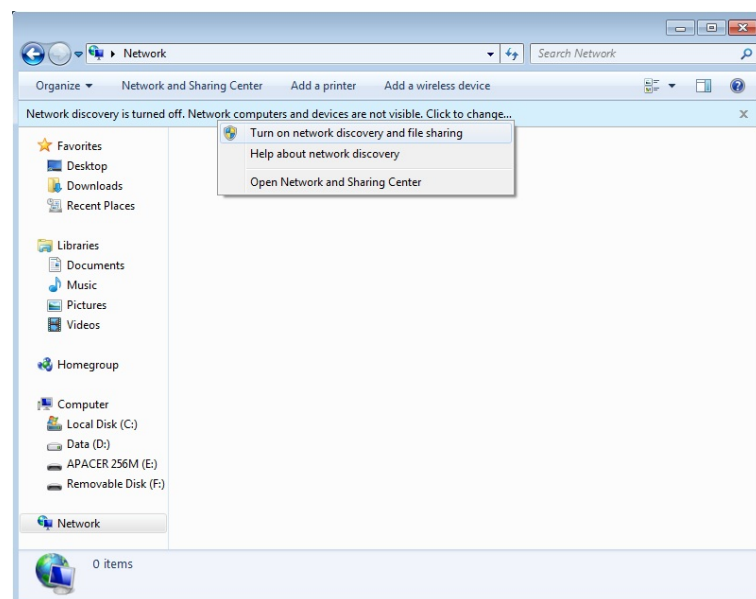 Network
Search Network
Organize
Network and Sharing Center
Add a printer
Add a wireless device
Network discovery is turned off. Network computers and devices are not visible. Click to change...
Turn on network discovery and file sharing
Help about network discovery
Open Network and Sharing Center
Favorites
Desktop
Downloads
Recent Places
Libraries
Documents
Music
Pictures
Videos
Homegroup
Computer
Local Disk (C:)
Data (D:)
APACER 256M (E:)
Removable Disk (F:)
Network
0 items